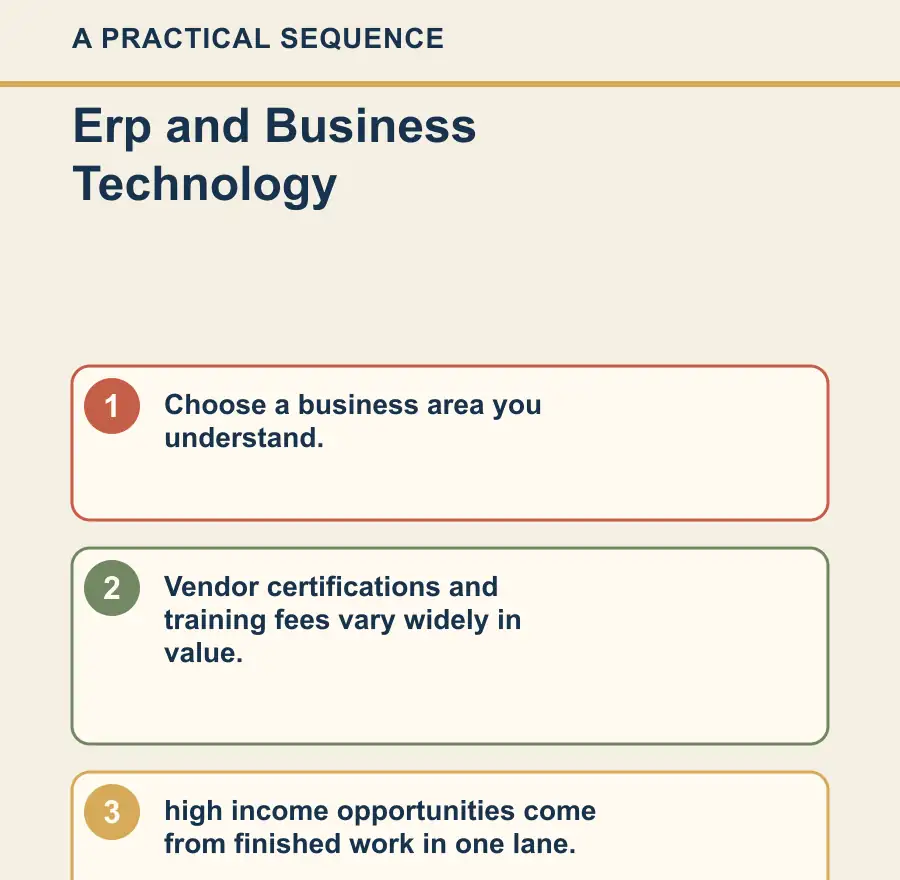 A PRACTICAL SEQUENCE
Erp and Business
Technology
1
Choose a business area you
understand.
2
Vendor certifications and
training fees vary widely in
value.
3
high income opportunities come
from finished work in one lane.